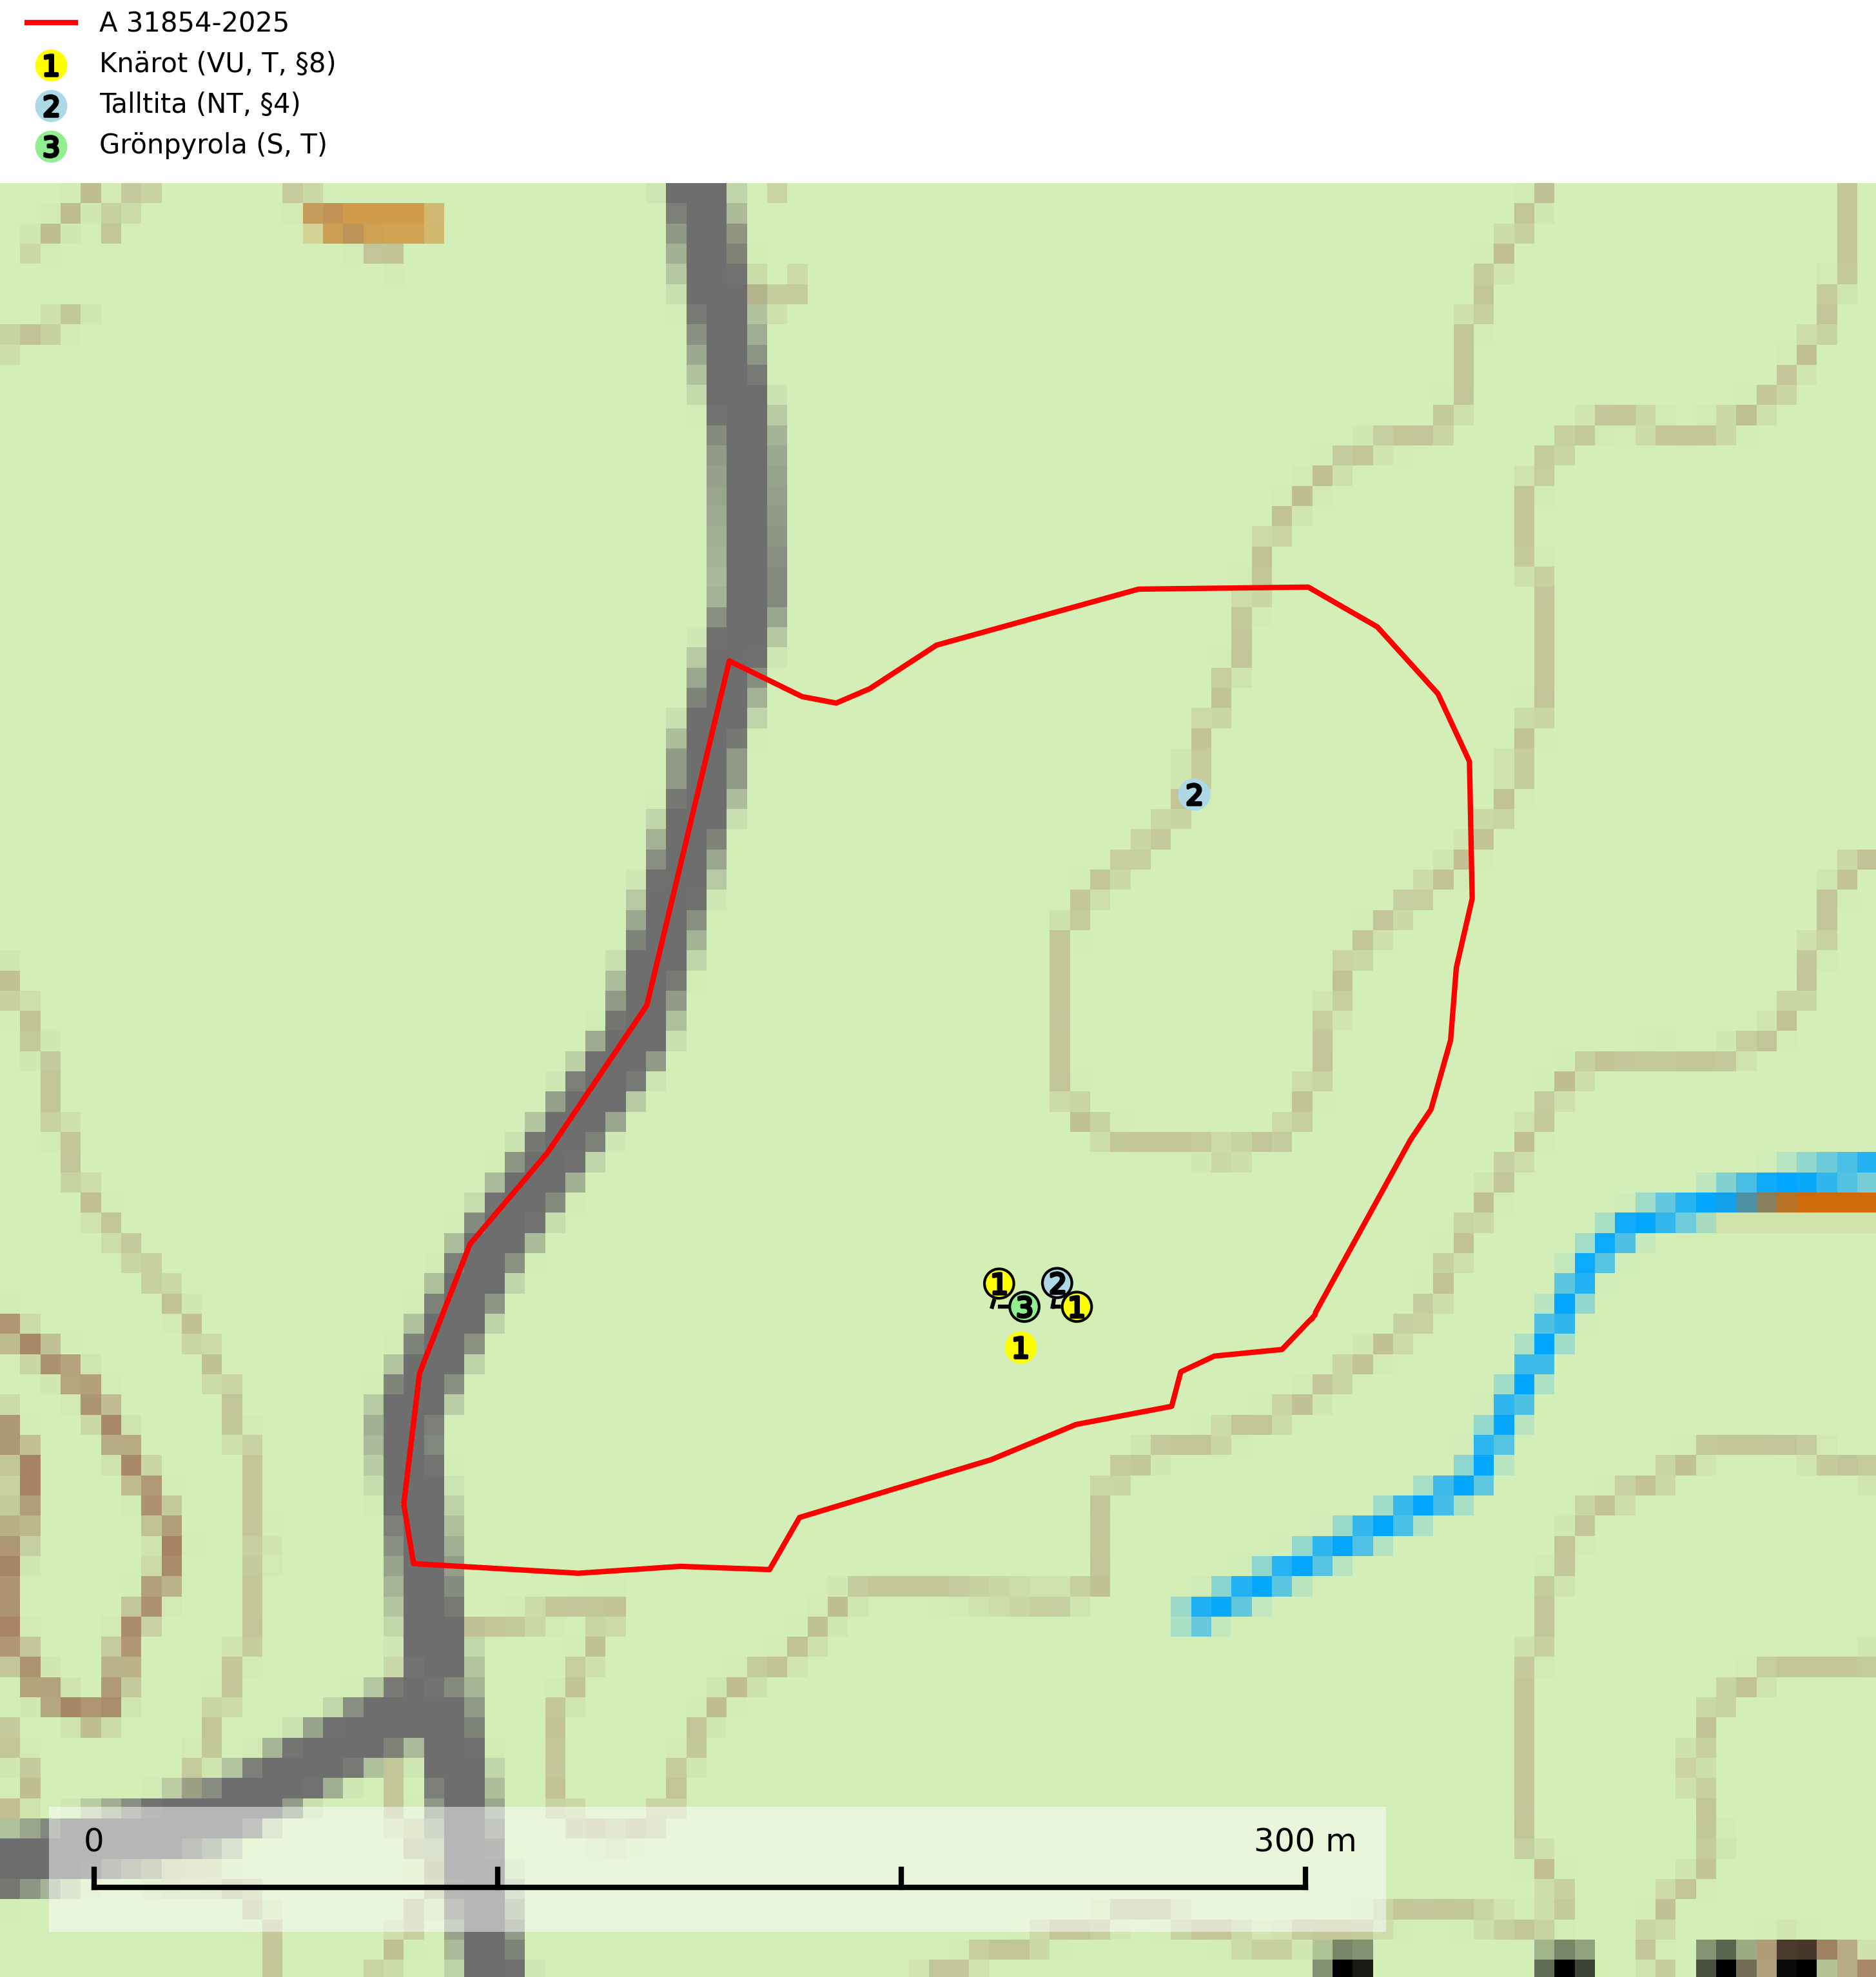 A 31854-2025
1 Knärot (VU, T, §8)
2 Talltita (NT, §4)
3 Grönpyrola (S, T)
2
1 2
3 1
1
0 300 m